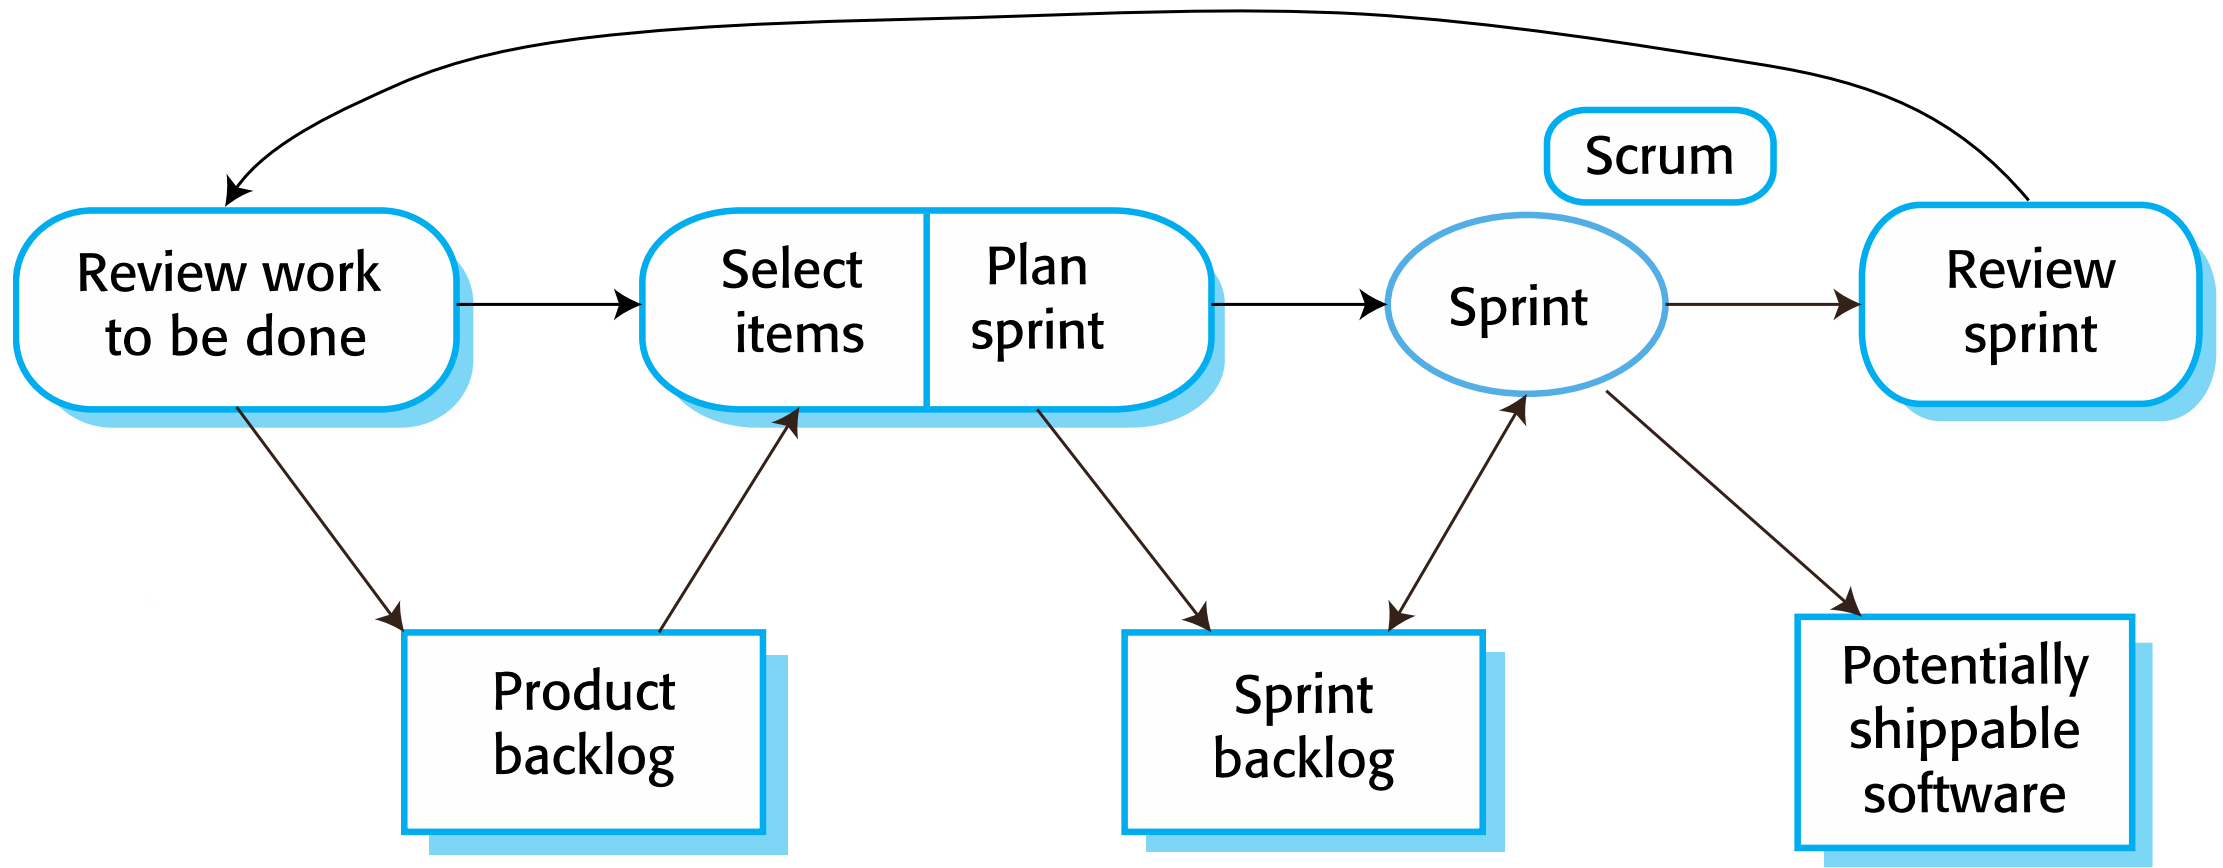 Scrum
Review work
to be done
Select
items
Plan
sprint
Sprint
Review
sprint
Product
backlog
Sprint
backlog
Potentially
shippable
software